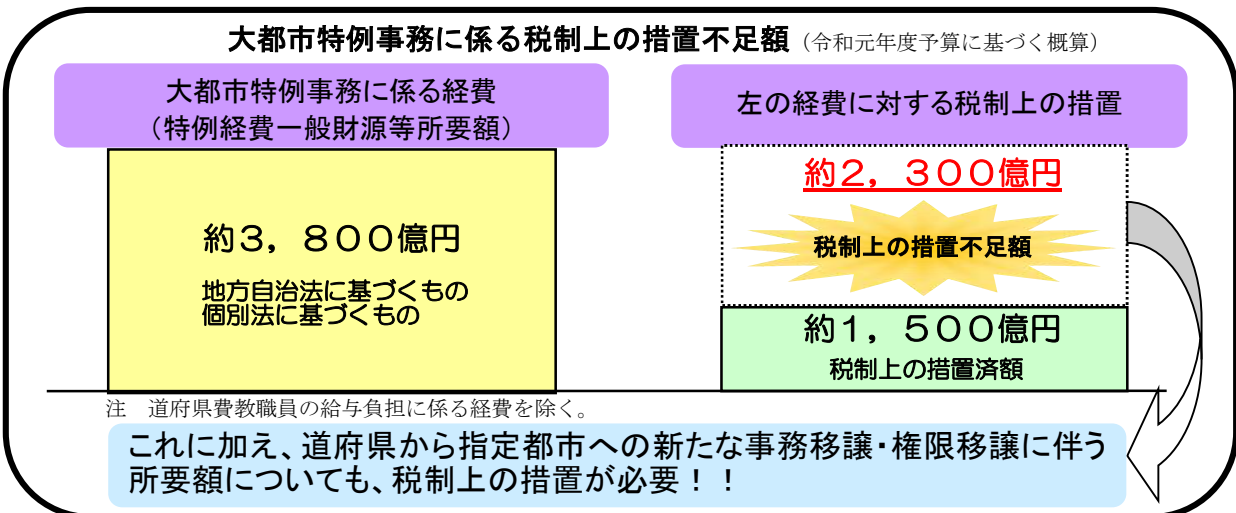 大都市特例事務に係る税制上の措置不足額（令和元年度予算に基づく概算）
大都市特例事務に係る経費
（特例経費一般財源等所要額）
約３，８００億円
地方自治法に基づくもの
個別法に基づくもの
左の経費に対する税制上の措置
約２，３００億円
税制上の措置不足額
約１，５００億円
税制上の措置済額
注　道府県費教職員の給与負担に係る経費を除く。
これに加え、道府県から指定都市への新たな事務移譲・権限移譲に伴う
所要額についても、税制上の措置が必要！！